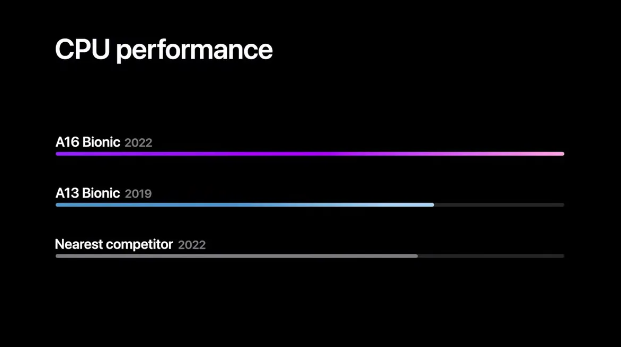 CPU performance
A16 Bionic 2022
A13 Bionic 2019
Nearest competitor 2022